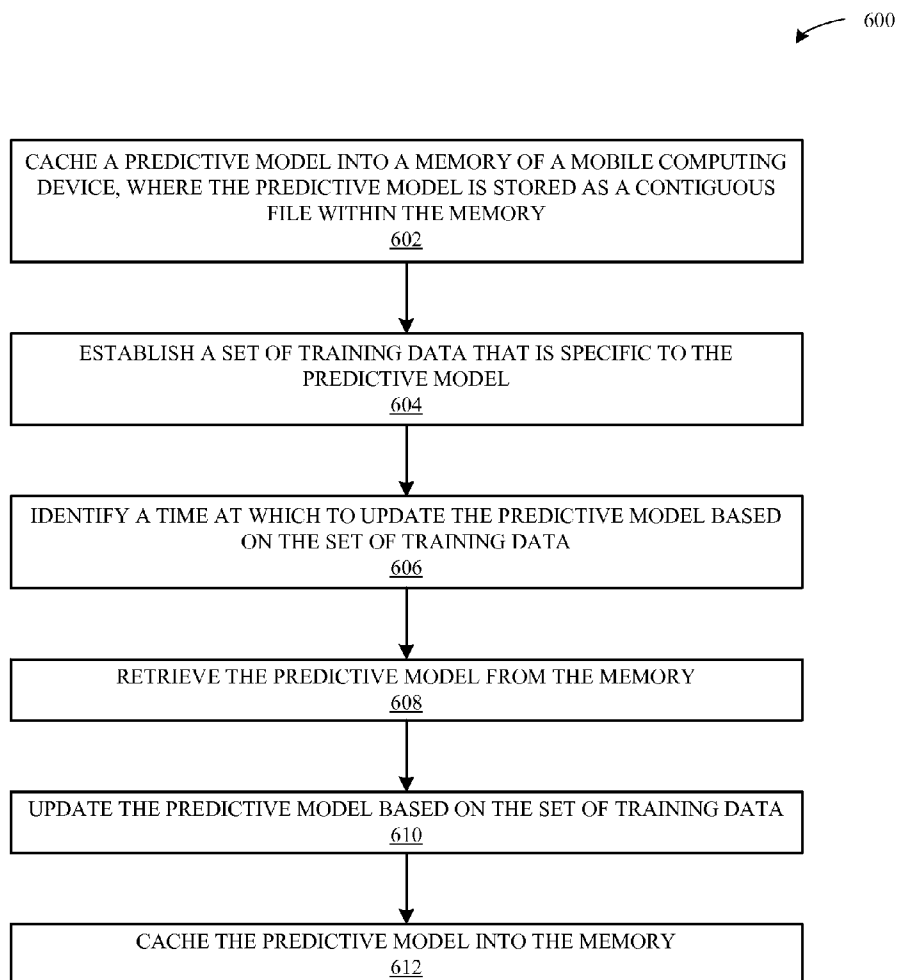 600
CACHE A PREDICTIVE MODEL INTO A MEMORY OF A MOBILE COMPUTING
DEVICE, WHERE THE PREDICTIVE MODEL IS STORED AS A CONTIGUOUS
FILE WITHIN THE MEMORY
602
ESTABLISH A SET OF TRAINING DATA THAT IS SPECIFIC TO THE
PREDICTIVE MODEL
604
IDENTIFY A TIME AT WHICH TO UPDATE THE PREDICTIVE MODEL BASED
ON THE SET OF TRAINING DATA
606
RETRIEVE THE PREDICTIVE MODEL FROM THE MEMORY
608
UPDATE THE PREDICTIVE MODEL BASED ON THE SET OF TRAINING DATA
610
CACHE THE PREDICTIVE MODEL INTO THE MEMORY
612